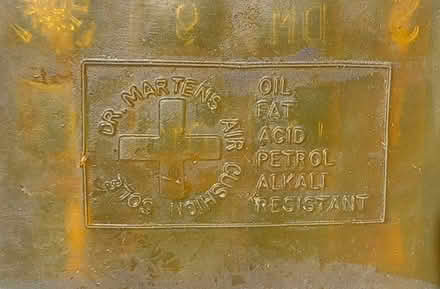 DR. MARTENS AIR CUSHION SOLES
OIL
FAT
ACID
PETROL
ALKALI
RESISTANT